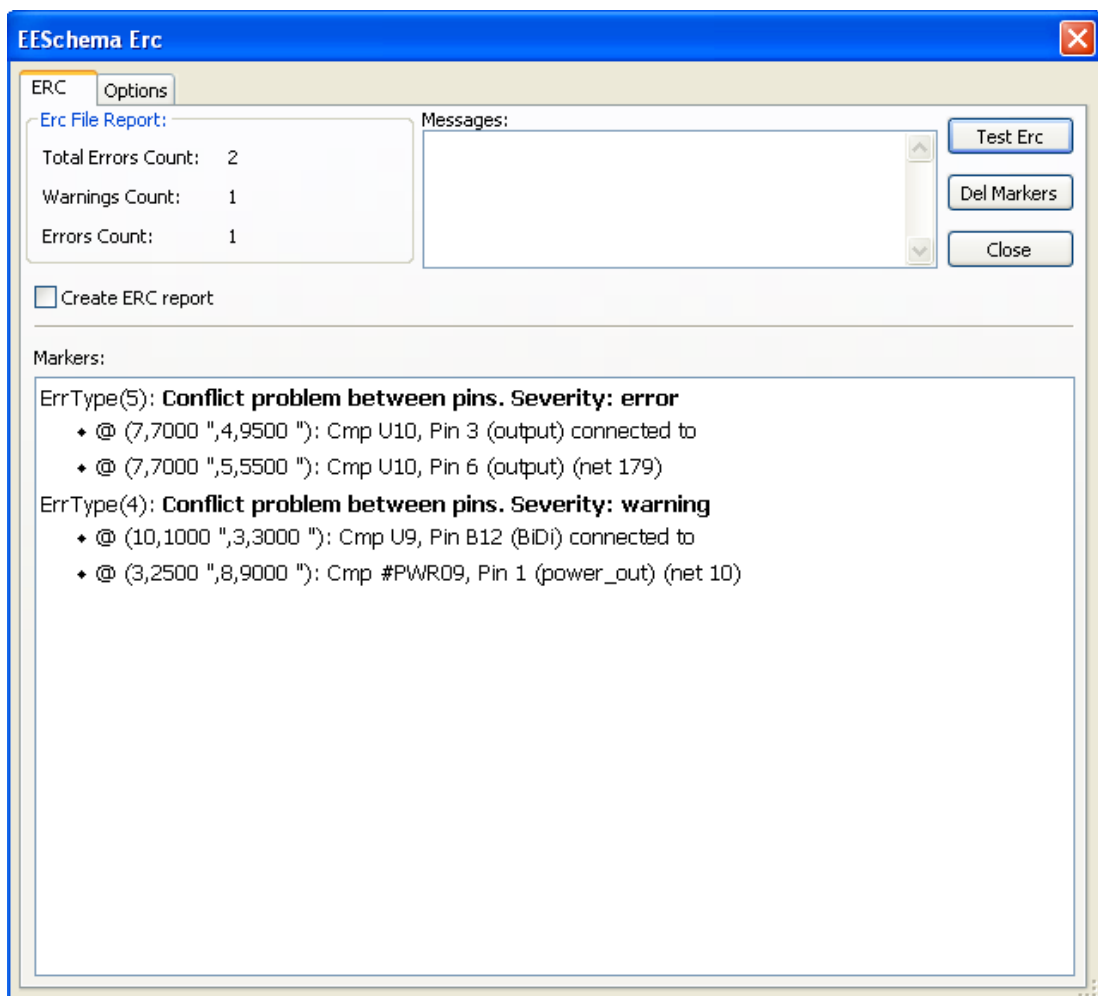 EESchema Erc
ERC Options
Erc File Report:
Total Errors Count: 2
Warnings Count: 1
Errors Count: 1
Messages:
Test Erc
Del Markers
Close
Create ERC report
Markers:
ErrType(5): Conflict problem between pins. Severity: error
• @ (7,7000 ",4,9500 "): Cmp U10, Pin 3 (output) connected to
• @ (7,7000 ",5,5500 "): Cmp U10, Pin 6 (output) (net 179)
ErrType(4): Conflict problem between pins. Severity: warning
• @ (10,1000 ",3,3000 "): Cmp U9, Pin B12 (BiDi) connected to
• @ (3,2500 ",8,9000 "): Cmp #PWR09, Pin 1 (power_out) (net 10)